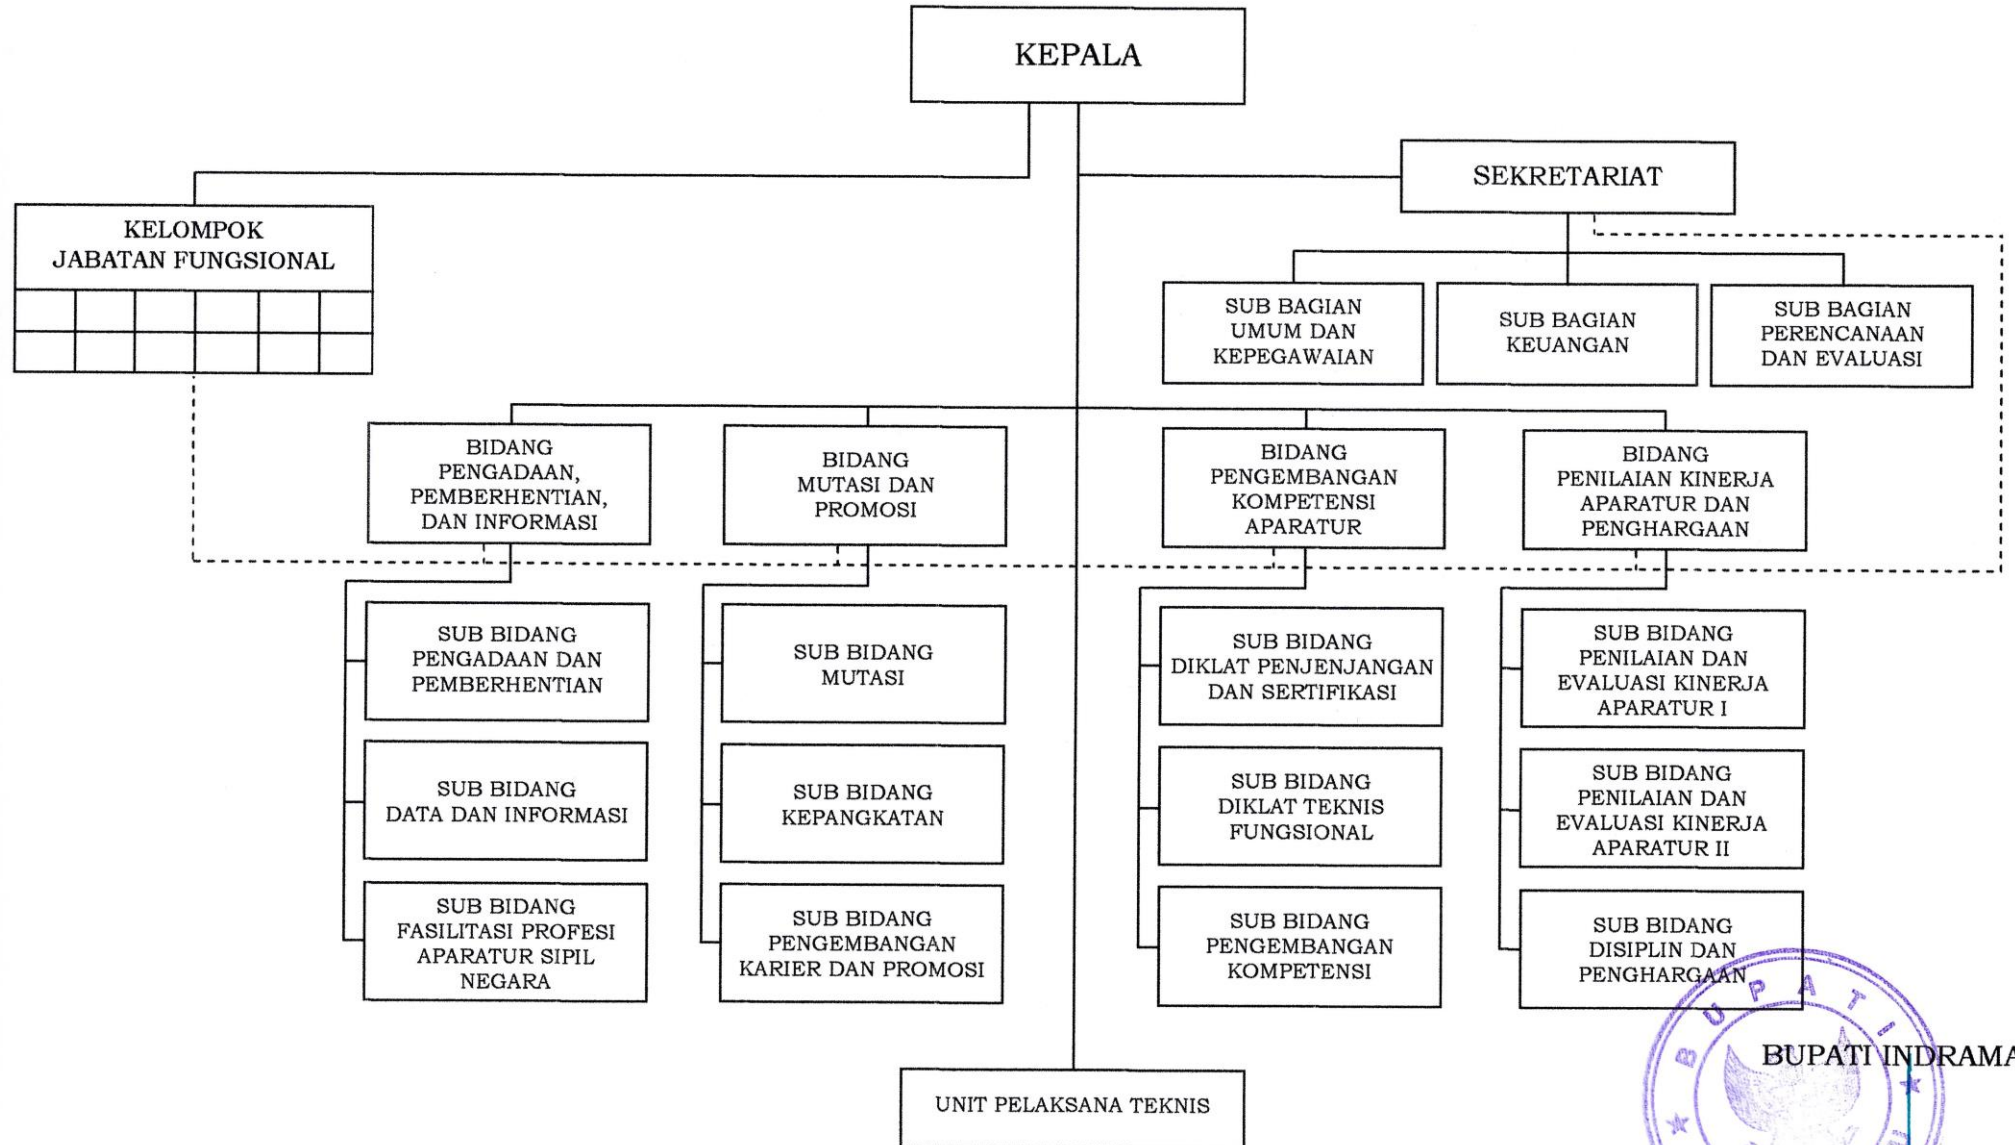 KEPALA
SEKRETARIAT
KELOMPOK
JABATAN FUNGSIONAL
SUB BAGIAN
UMUM DAN
KEPEGAWAIAN
SUB BAGIAN
KEUANGAN
SUB BAGIAN
PERENCANAAN
DAN EVALUASI
BIDANG
PENGADAAN,
PEMBERHENTIAN,
DAN INFORMASI
BIDANG
MUTASI DAN
PROMOSI
BIDANG
PENGEMBANGAN
KOMPETENSI
APARATUR
BIDANG
PENILAIAN KINERJA
APARATUR DAN
PENGHARGAAN
SUB BIDANG
PENGADAAN DAN
PEMBERHENTIAN
SUB BIDANG
MUTASI
SUB BIDANG
DIKLAT PENJENJANGAN
DAN SERTIFIKASI
SUB BIDANG
PENILAIAN DAN
EVALUASI KINERJA
APARATUR I
SUB BIDANG
DATA DAN INFORMASI
SUB BIDANG
KEPANGKATAN
SUB BIDANG
DIKLAT TEKNIS
FUNGSIONAL
SUB BIDANG
PENILAIAN DAN
EVALUASI KINERJA
APARATUR II
SUB BIDANG
FASILITASI PROFESI
APARATUR SIPIL
NEGARA
SUB BIDANG
PENGEMBANGAN
KARIER DAN PROMOSI
SUB BIDANG
PENGEMBANGAN
KOMPETENSI
SUB BIDANG
DISIPLIN DAN
PENGHARGAAN
BUPATI
BUPATI INDRAMA
UNIT PELAKSANA TEKNIS